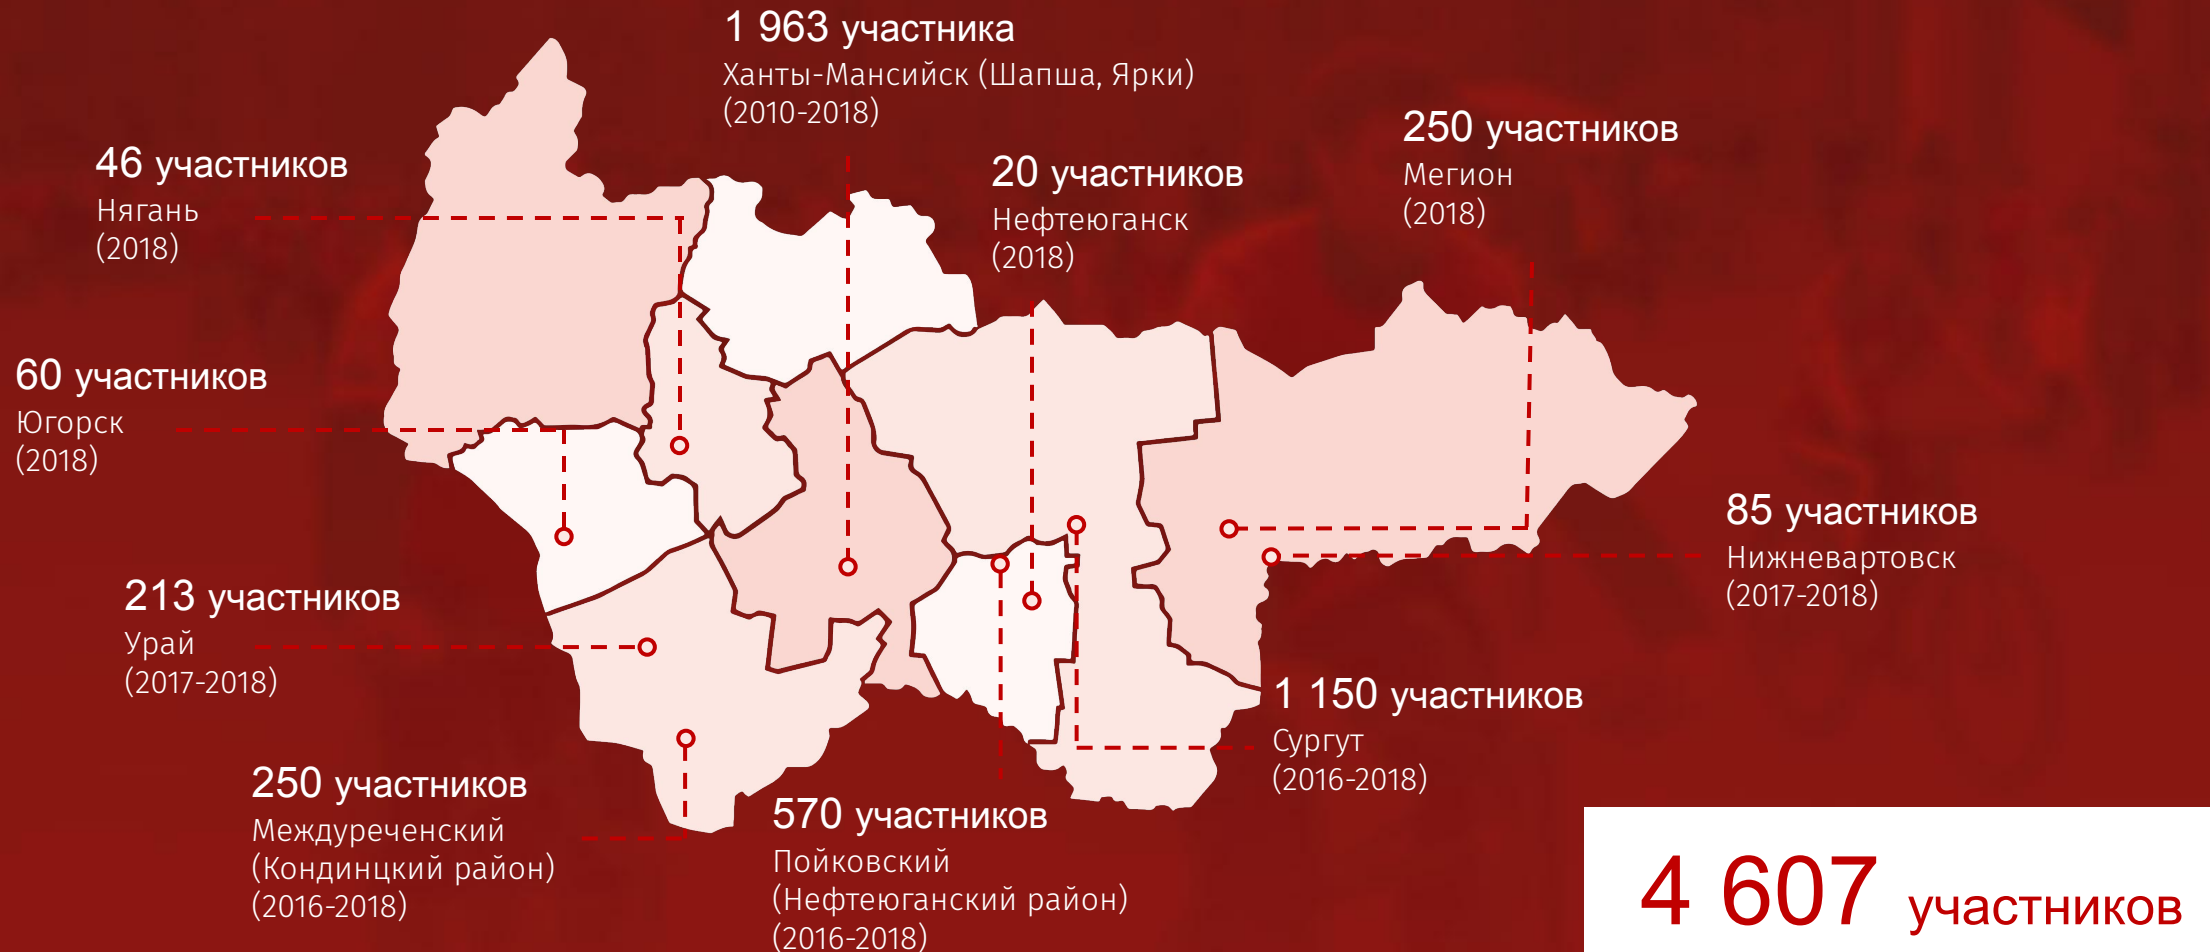 1 963 участника
Ханты-Мансийск (Шапша, Ярки)
(2010-2018)
250 участников
Мегион
(2018)
46 участников
Нягань
(2018)
20 участников
Нефтеюганск
(2018)
60 участников
Югорск
(2018)
85 участников
Нижневартовск
(2017-2018)
213 участников
Урай
(2017-2018)
1 150 участников
Сургут
(2016-2018)
250 участников
Междуреченский
(Кондинцкий район)
(2016-2018)
570 участников
Пойковский
(Нефтеюганский район)
(2016-2018)
4 607 участников